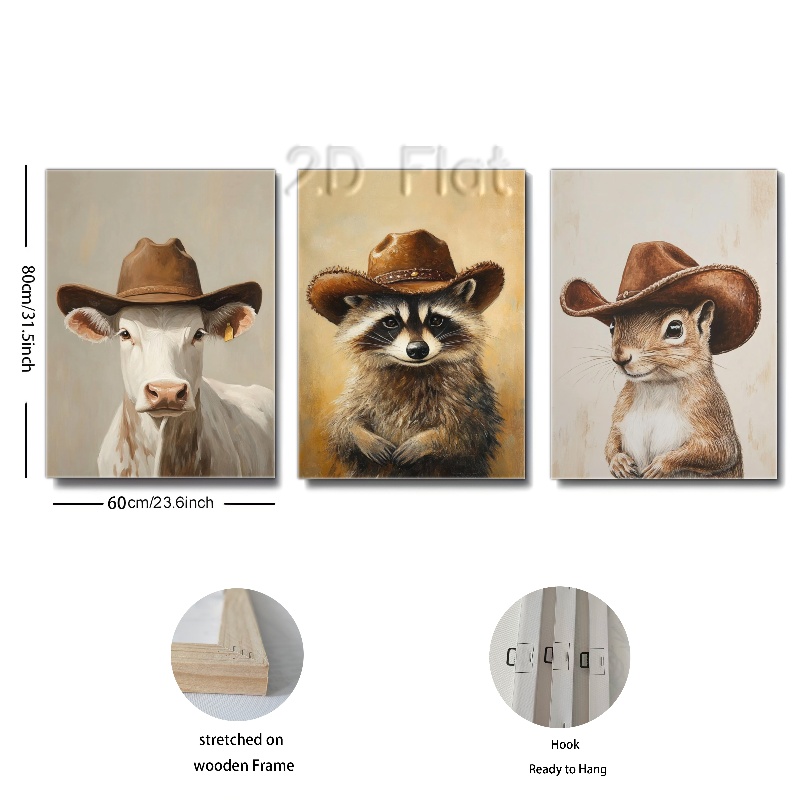 2D Flat
80cm/31.5inch
60cm/23.6inch
stretched on
wooden Frame
Hook
Ready to Hang